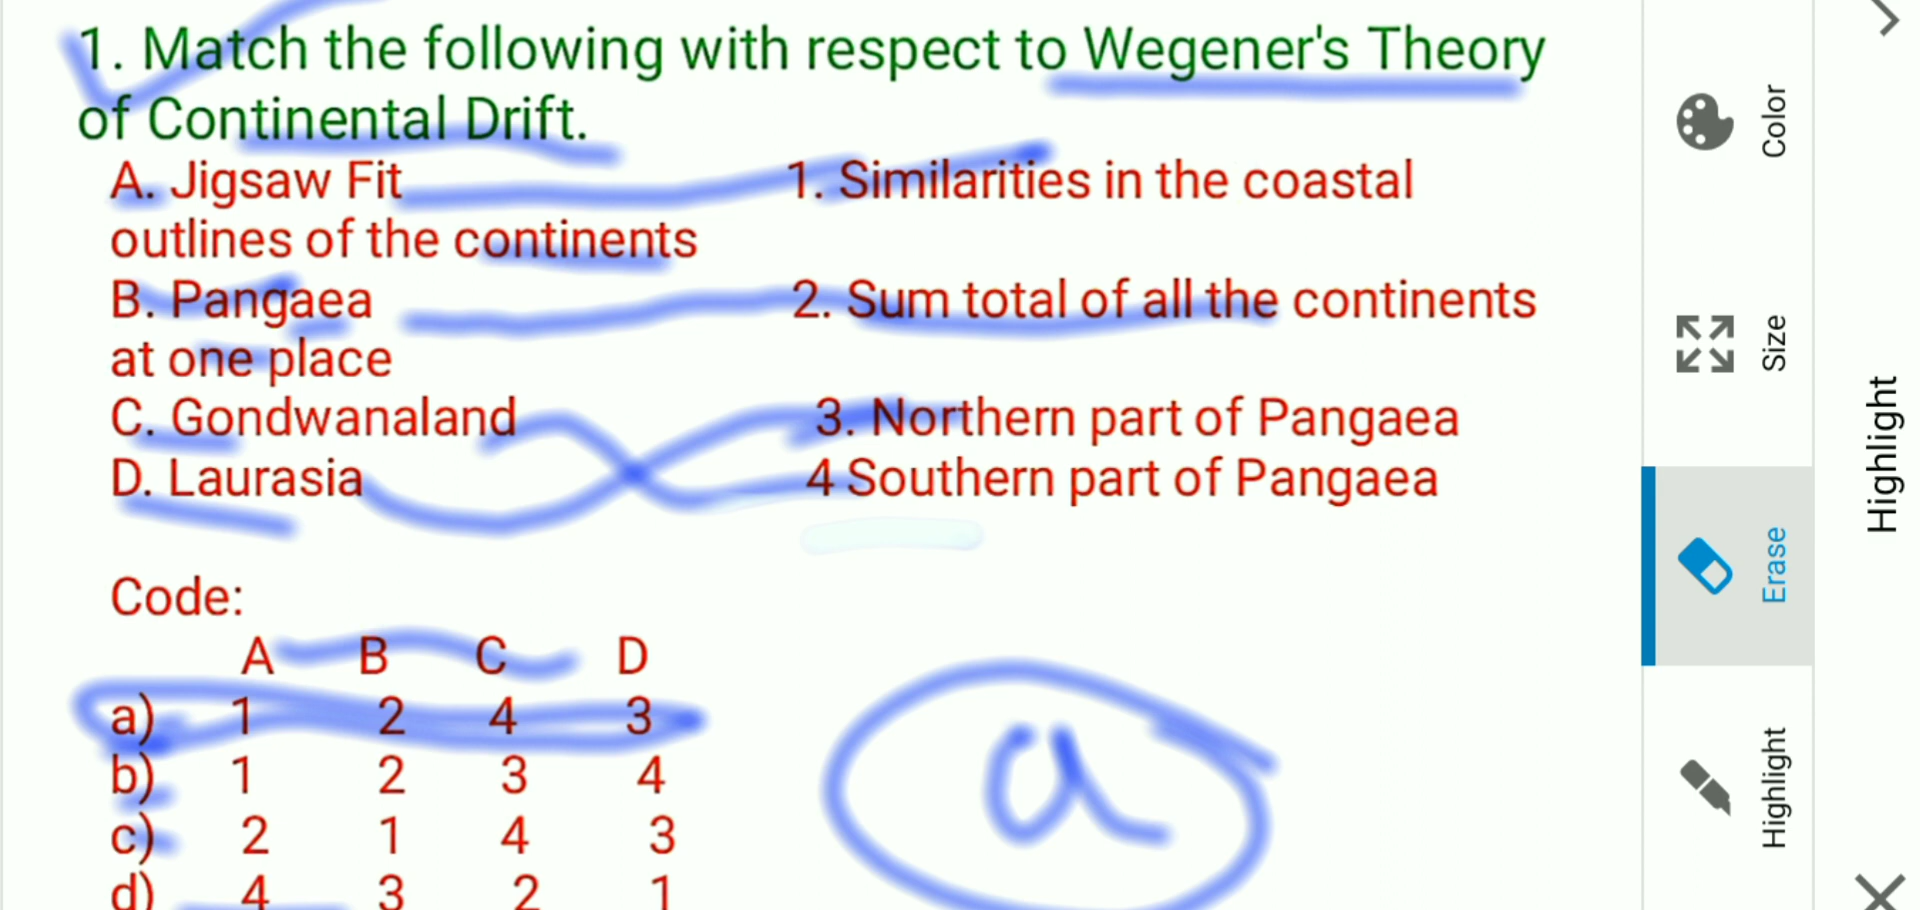 1. Match the following with respect to Wegener's Theory
of Continental Drift.
A. Jigsaw Fit 1. Similarities in the coastal
outlines of the continents
B. Pangaea 2. Sum total of all the continents
at one place
C. Gondwanaland 3. Northern part of Pangaea
D. Laurasia 4 Southern part of Pangaea
Code:
A B C D
a) 1 2 4 3
b) 1 2 3 4
c) 2 1 4 3
d) 4 3 2 1
a
Color
Size
Erase
Highlight
Highlight